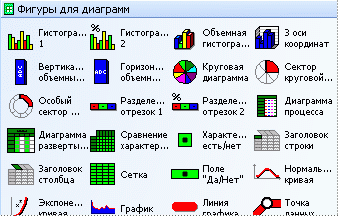 Фигуры для диаграмм
Гистогра...
1
%
Гистогра...
2
Объемная
гистогра...
3 оси
координат
Вертика...
объемны...
Горизон...
объемн...
Круговая
диаграмма
Сектор
круговой...
Особый
сектор ...
Разделе...
отрезок 1
%
Разделе...
отрезок 2
Диаграмма
процесса
Диаграмма
разверты...
Сравнение
характер...
Характе...
есть/нет
Заголовок
строки
Заголовок
столбца
Сетка
Поле
"Да/Нет"
Нормаль...
кривая
Экспоне...
кривая
График
Линия
графика
Точка
данных